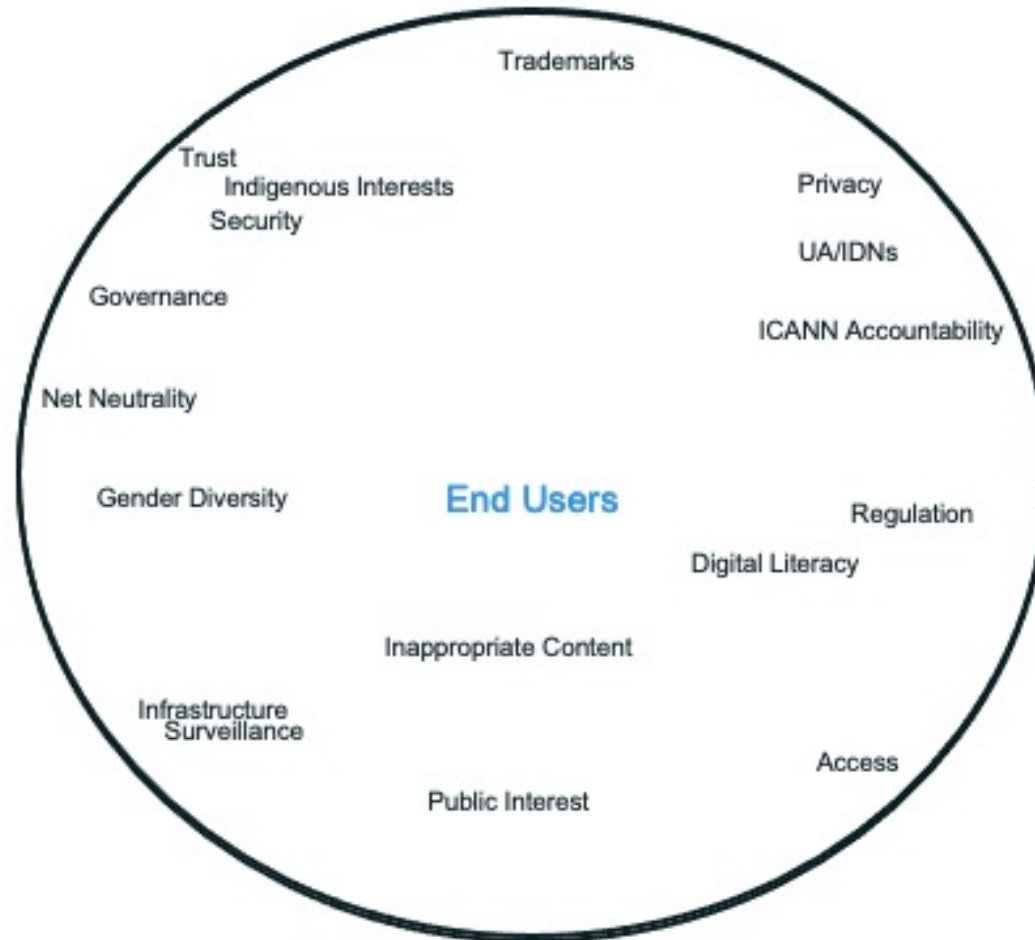 Trademarks
Trust
Indigenous Interests
Privacy
Security
UA/IDNs
Governance
ICANN Accountability
Net Neutrality
Gender Diversity
End Users
Regulation
Digital Literacy
Inappropriate Content
Infrastructure
Surveillance
Access
Public Interest